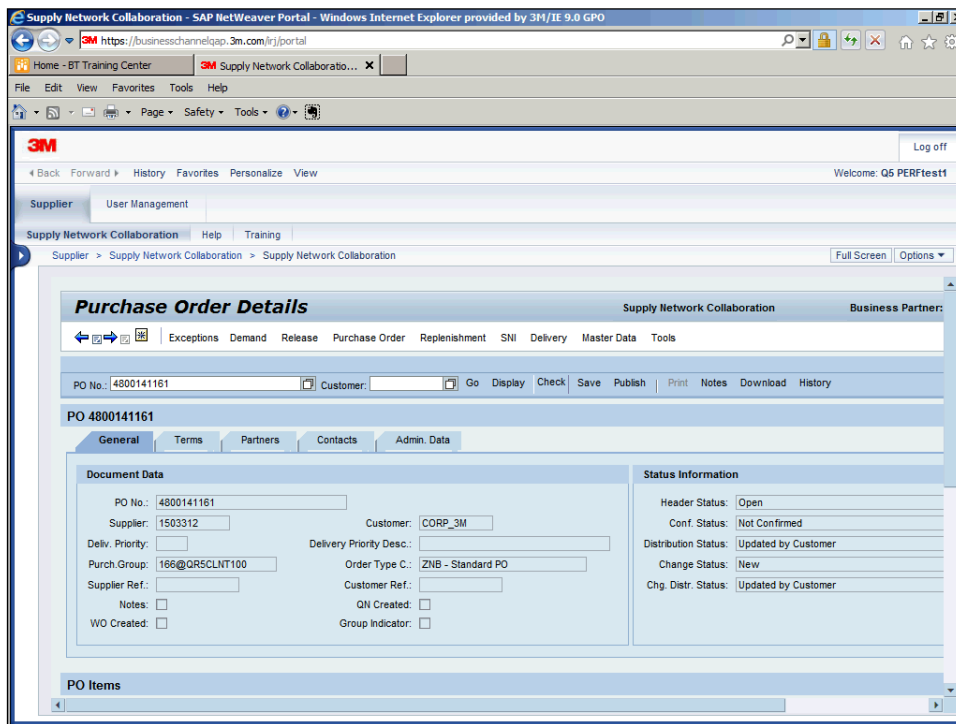 Supply Network Collaboration - SAP NetWeaver Portal - Windows Internet Explorer provided by 3M/IE 9.0 GPO
3M https://businesschannelqap.3m.com/irj/portal
Home - BT Training Center 3M Supply Network Collaboratio... X
File Edit View Favorites Tools Help
Page Safety Tools
3M Log off
Back Forward History Favorites Personalize View Welcome: Q5 PERFtest1
Supplier User Management
Supply Network Collaboration Help Training
Supplier > Supply Network Collaboration > Supply Network Collaboration Full Screen Options
Purchase Order Details Supply Network Collaboration Business Partner:
Exceptions Demand Release Purchase Order Replenishment SNI Delivery Master Data Tools
PO No.: 4800141161 Customer: Go Display Check Save Publish Print Notes Download History
PO 4800141161
General Terms Partners Contacts Admin. Data
Document Data Status Information
PO No.: 4800141161 Header Status: Open
Supplier: 1503312 Customer: CORP_3M Conf. Status: Not Confirmed
Deliv. Priority: Delivery Priority Desc.: Distribution Status: Updated by Customer
Purch.Group: 166@QR5CLNT100 Order Type C.: ZNB - Standard PO Change Status: New
Supplier Ref.: Customer Ref.: Chg. Distr. Status: Updated by Customer
Notes: QN Created:
WO Created: Group Indicator:
PO Items